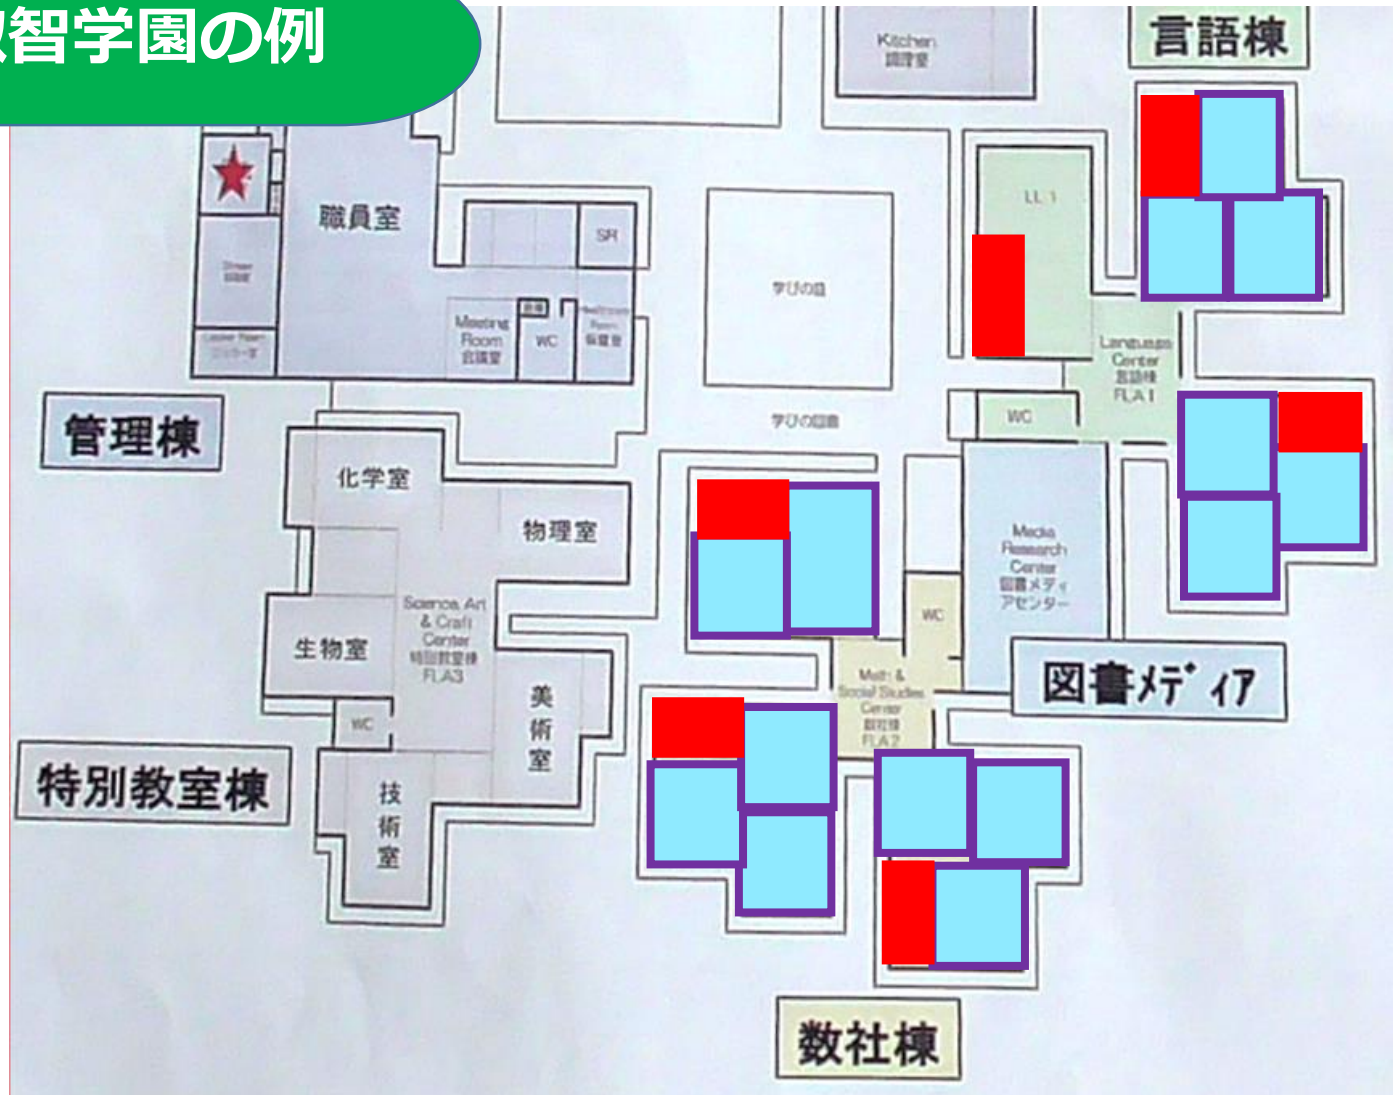 智学園の例
言語棟
Kitchen
調理室
職員室
SR
LL 1
学びの庭
Meeting
Room
会議室
WC
Language
Center
言語棟
FLA1
WC
管理棟
学びの回廊
化学室
物理室
Media
Research
Center
図書メディ
アセンター
Science, Art
& Craft
Center
特別教室棟
FLA3
WC
生物室
図書メディア
Math &
Social Studies
Center
数社棟
FLA2
美術室
WC
特別教室棟
技術室
数社棟